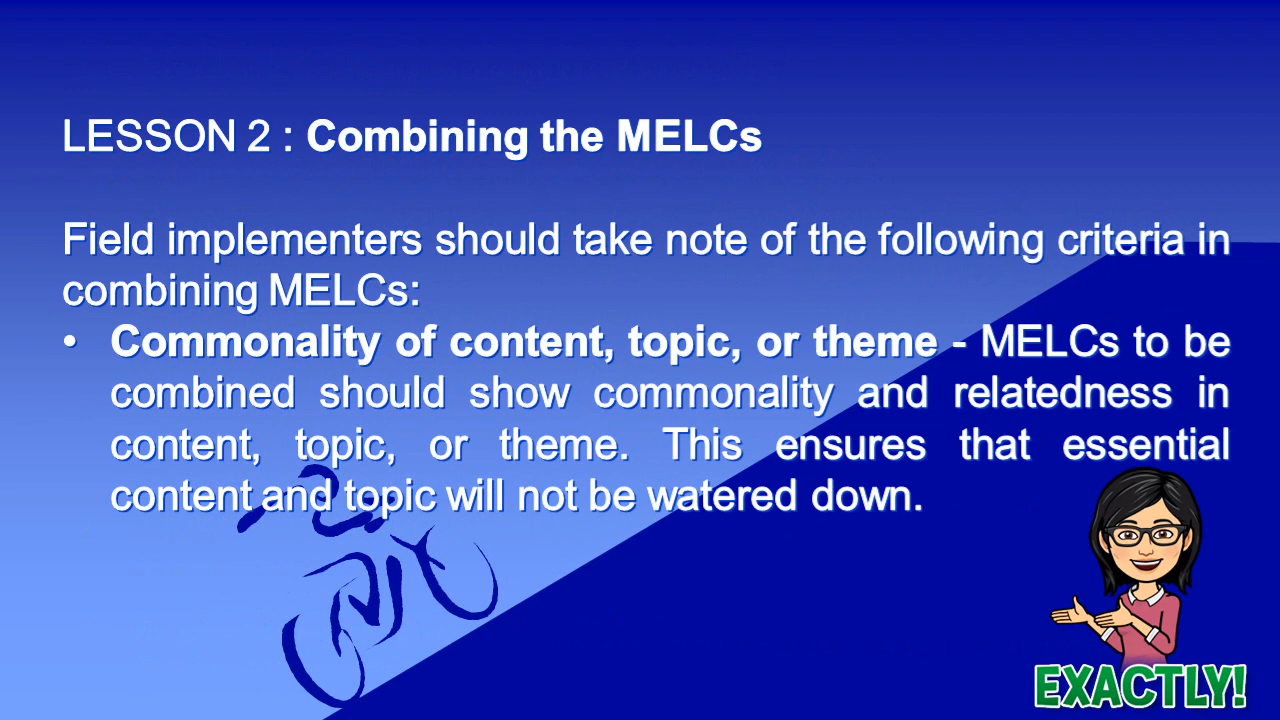 LESSON 2 : Combining the MELCs
Field implementers should take note of the following criteria in
combining MELCs:
• Commonality of content, topic, or theme - MELCs to be
combined should show commonality and relatedness in
content, topic, or theme. This ensures that essential
content and topic will not be watered down.
EXACTLY!